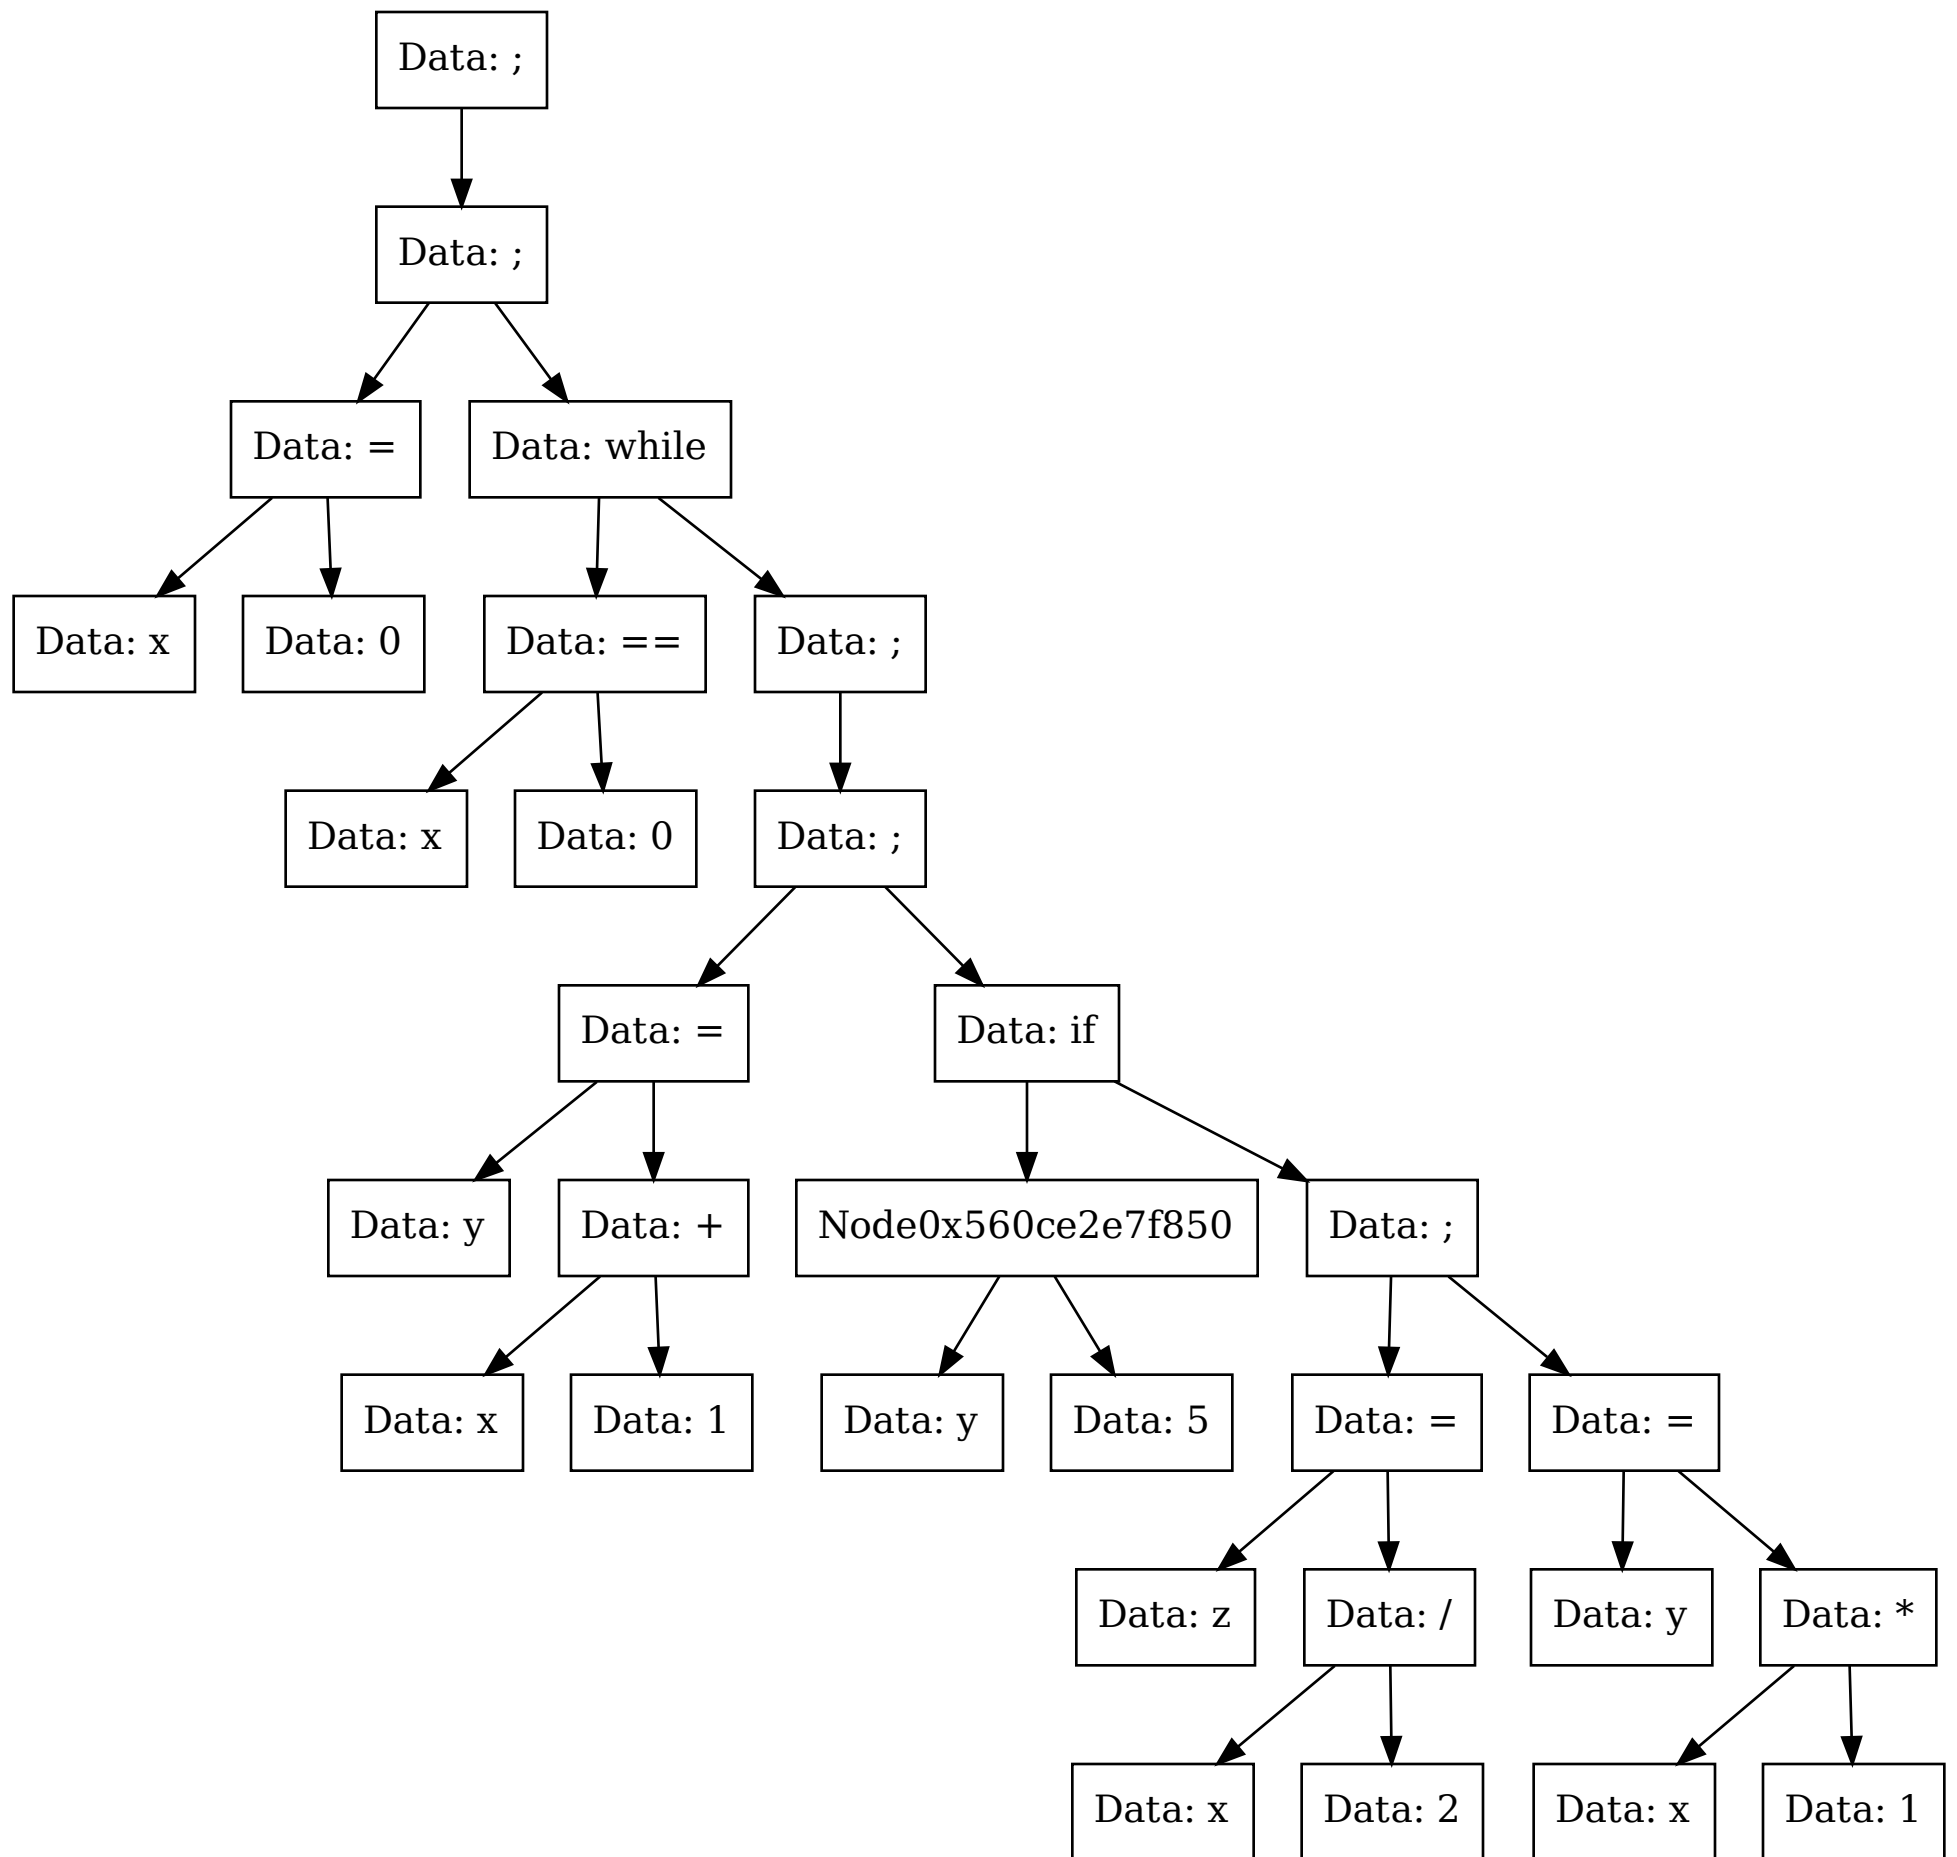 Data: ;
Data: ;
Data: =
Data: while
Data: x
Data: 0
Data: ==
Data: ;
Data: x
Data: 0
Data: ;
Data: =
Data: if
Data: y
Data: +
Node0x560ce2e7f850
Data: ;
Data: x
Data: 1
Data: y
Data: 5
Data: =
Data: =
Data: z
Data: /
Data: y
Data: *
Data: x
Data: 2
Data: x
Data: 1